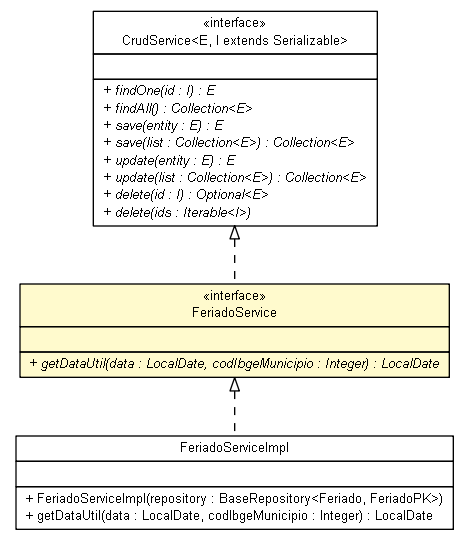 «interface»
CrudService<E, I extends Serializable>
+ findOne(id : I) : E
+ findAll() : Collection<E>
+ save(entity : E) : E
+ save(list : Collection<E>) : Collection<E>
+ update(entity : E) : E
+ update(list : Collection<E>) : Collection<E>
+ delete(id : I) : Optional<E>
+ delete(ids : Iterable<I>)
«interface»
FeriadoService
+ getDataUtil(data : LocalDate, codIbgeMunicipio : Integer) : LocalDate
FeriadoServiceImpl
+ FeriadoServiceImpl(repository : BaseRepository<Feriado, FeriadoPK>)
+ getDataUtil(data : LocalDate, codIbgeMunicipio : Integer) : LocalDate